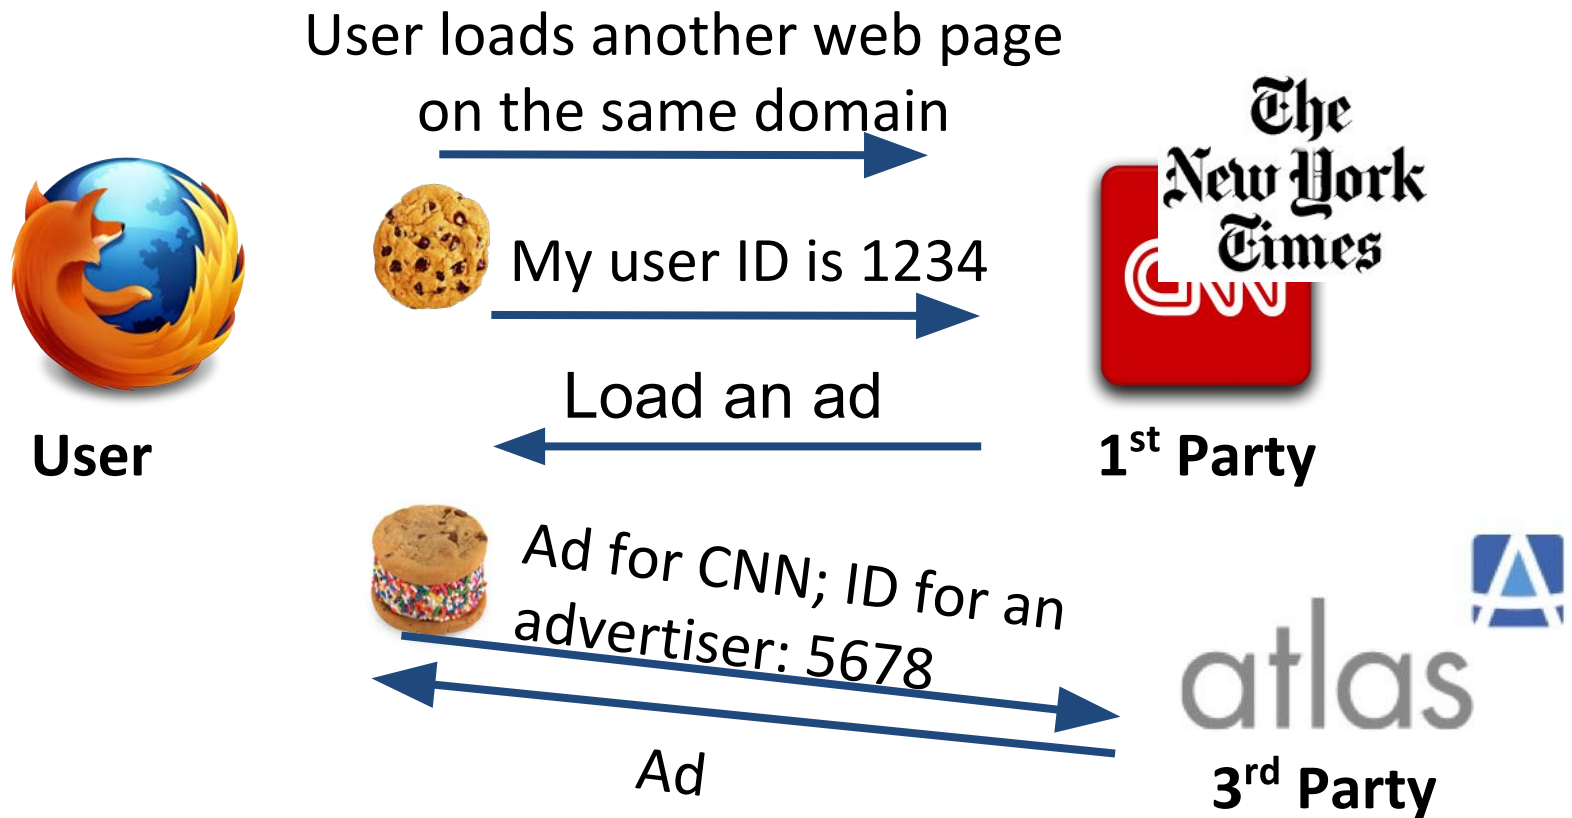 User loads another web page
on the same domain
The
New York
Times
My user ID is 1234
CNN
Load an ad
User
1st Party
Ad for CNN; ID for an
advertiser: 5678
A
atlas
Ad
3rd Party